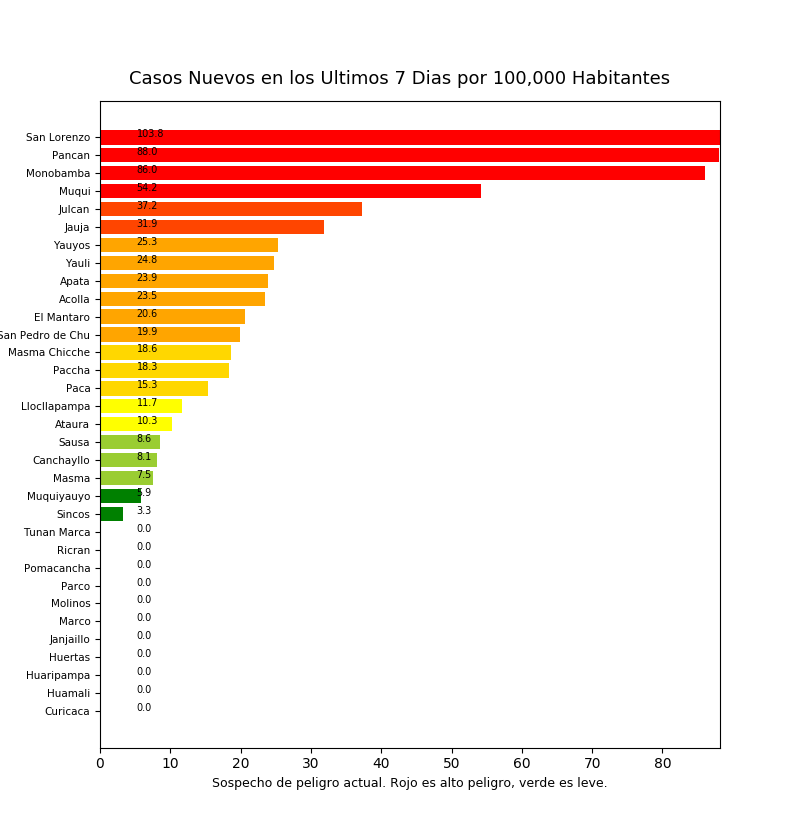 Casos Nuevos en los Ultimos 7 Dias por 100,000 Habitantes
San Lorenzo 103.8
Pancan 88.0
Monobamba 86.0
Muqui 54.2
Julcan 37.2
Jauja 31.9
Yauyos 25.3
Yauli 24.8
Apata 23.9
Acolla 23.5
El Mantaro 20.6
San Pedro de Chu 19.9
Masma Chicche 18.6
Paccha 18.3
Paca 15.3
Llocllapampa 11.7
Ataura 10.3
Sausa 8.6
Canchayllo 8.1
Masma 7.5
Muquiyauyo 5.9
Sincos 3.3
Tunan Marca 0.0
Ricran 0.0
Pomacancha 0.0
Parco 0.0
Molinos 0.0
Marco 0.0
Janjaillo 0.0
Huertas 0.0
Huaripampa 0.0
Huamali 0.0
Curicaca 0.0
0 10 20 30 40 50 60 70 80
Sospecho de peligro actual. Rojo es alto peligro, verde es leve.